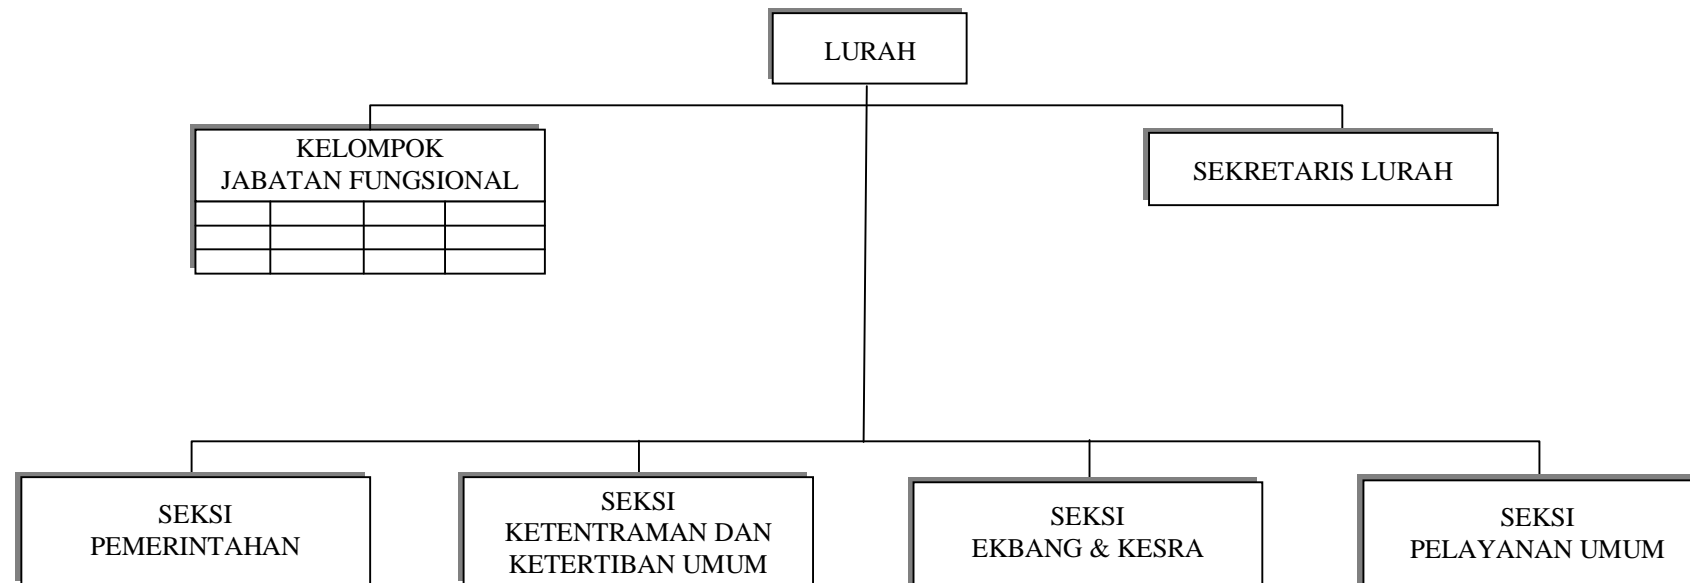 LURAH
KELOMPOK
JABATAN FUNGSIONAL
SEKRETARIS LURAH
SEKSI
PEMERINTAHAN
SEKSI
KETENTRAMAN DAN
KETERTIBAN UMUM
SEKSI
EKBANG & KESRA
SEKSI
PELAYANAN UMUM